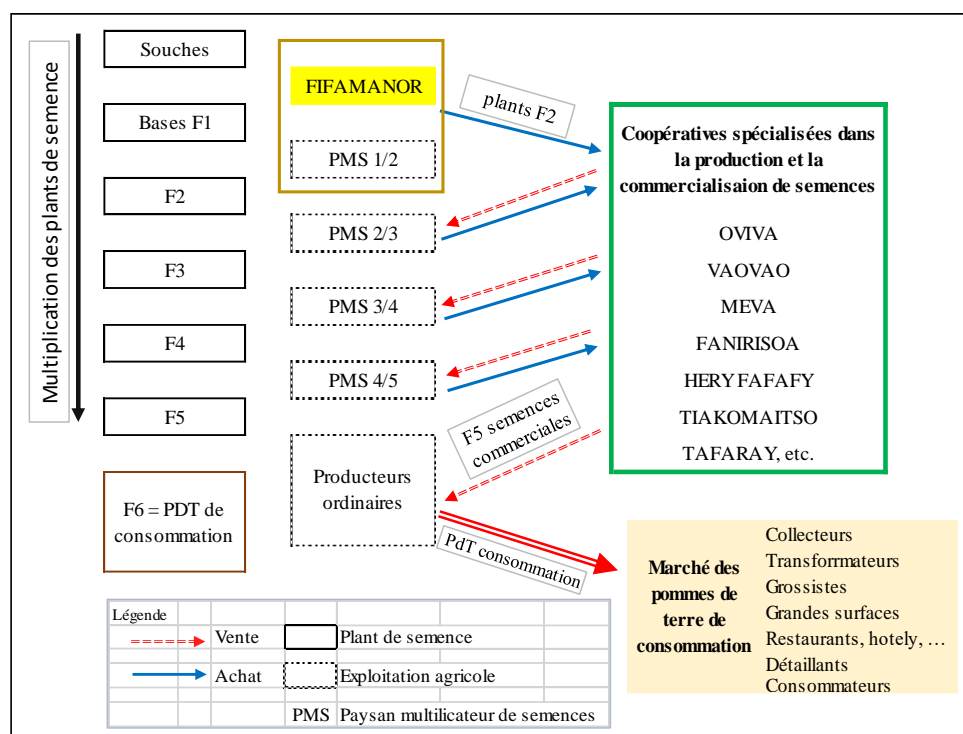 Multiplication des plants de semence
Souches
Bases F1
F2
F3
F4
F5
F6 = PDT de
consommation
FIFAMANOR
PMS 1/2
PMS 2/3
PMS 3/4
PMS 4/5
Producteurs
ordinaires
plants F2
F5 semences
commerciales
PdT consommation
Coopératives spécialisées dans
la production et la
commercialisaion de semences
OVIVA
VAOVAO
MEVA
FANIRISOA
HERYFAFAFY
TIAKOMAITSO
TAFARAY, etc.
Marché des
pommes de
terre de
consommation
Collecteurs
Transfrormateurs
Grossistes
Grandes surfaces
Restaurants, hotely, …
Détaillants
Consommateurs
Légende
Vente
Plant de semence
Achat
Exploitation agricole
PMS Paysan multilicateur de semences